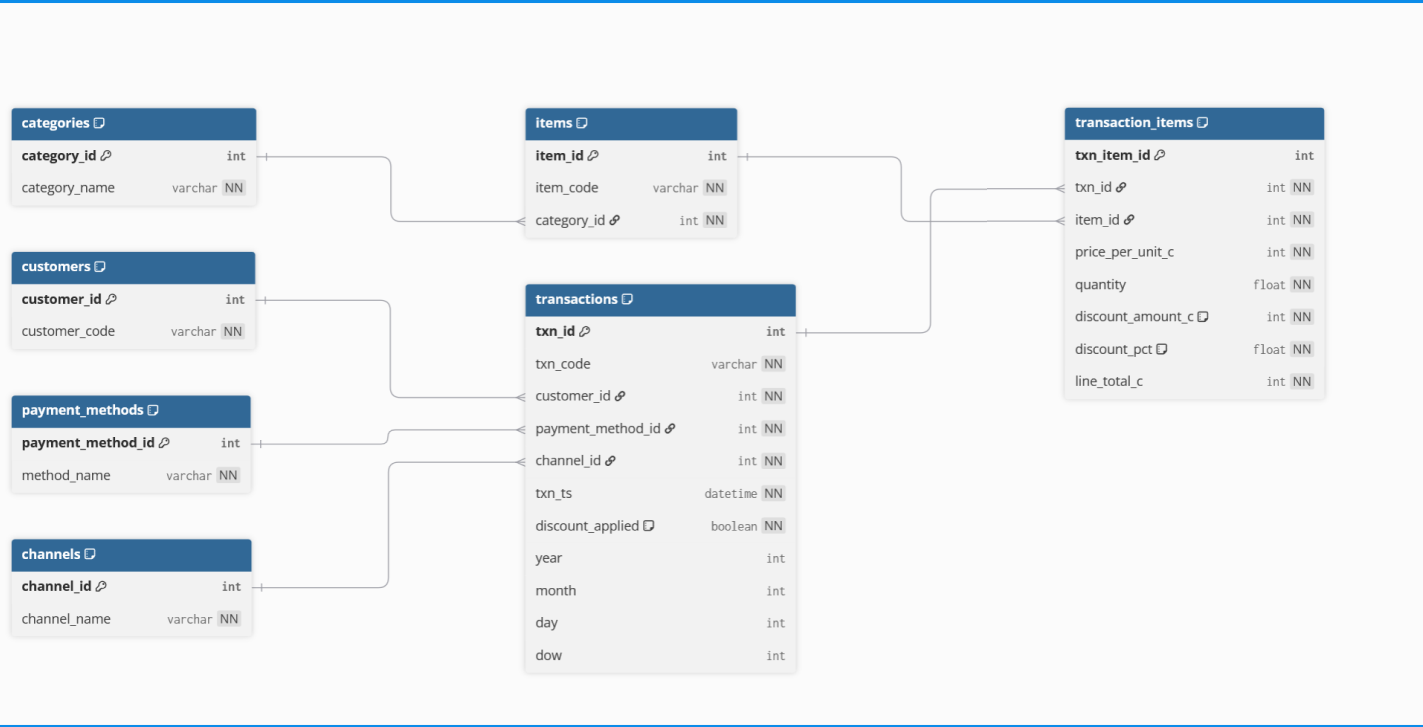 categories
category_id int
category_name varchar NN
customers
customer_id int
customer_code varchar NN
payment_methods
payment_method_id int
method_name varchar NN
channels
channel_id int
channel_name varchar NN
items
item_id int
item_code varchar NN
category_id int NN
transactions
txn_id int
txn_code varchar NN
customer_id int NN
payment_method_id int NN
channel_id int NN
txn_ts datetime NN
discount_applied boolean NN
year int
month int
day int
dow int
transaction_items
txn_item_id int
txn_id int NN
item_id int NN
price_per_unit_c int NN
quantity float NN
discount_amount_c int NN
discount_pct float NN
line_total_c int NN